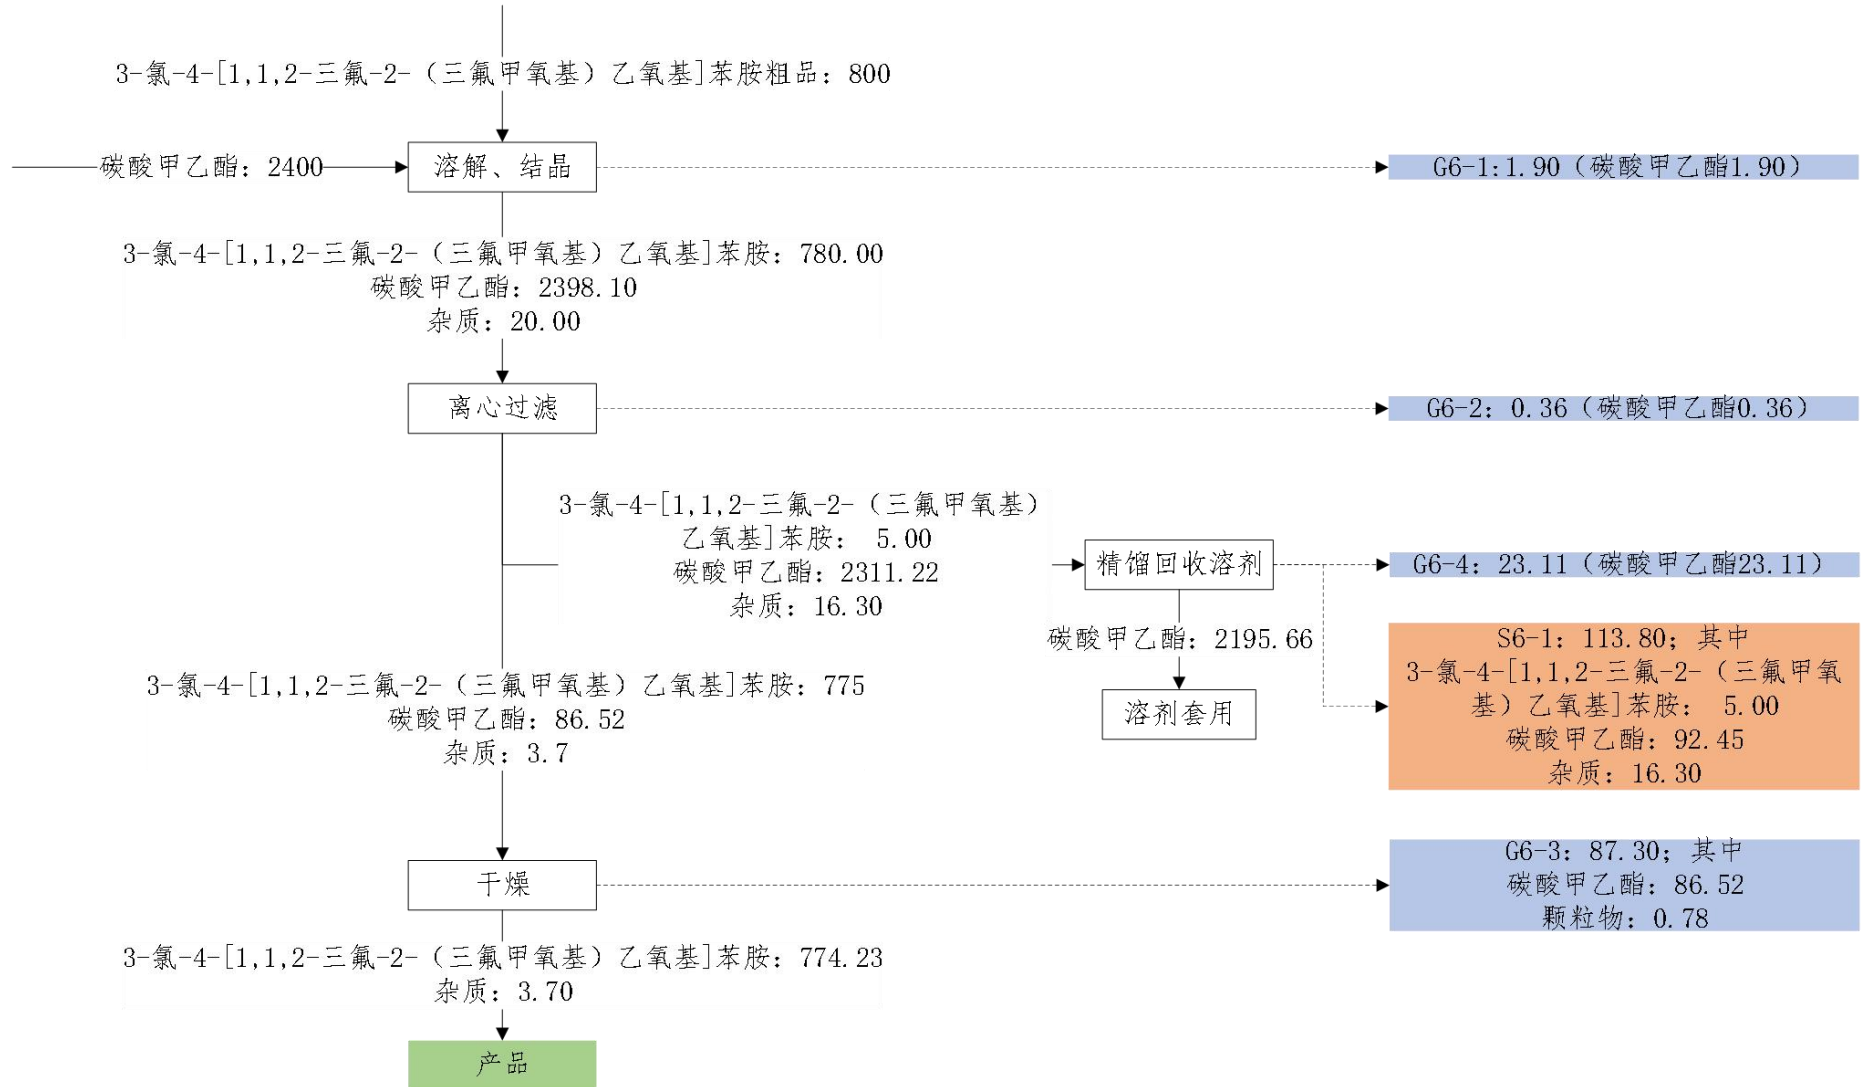 3-氯-4-[1,1,2-三氟-2-（三氟甲氧基）乙氧基]苯胺粗品：800
碳酸甲乙酯：2400
溶解、结晶
G6-1:1.90（碳酸甲乙酯1.90）
3-氯-4-[1,1,2-三氟-2-（三氟甲氧基）乙氧基]苯胺：780.00
碳酸甲乙酯：2398.10
杂质：20.00
离心过滤
G6-2：0.36（碳酸甲乙酯0.36）
3-氯-4-[1,1,2-三氟-2-（三氟甲氧基）
乙氧基]苯胺： 5.00
碳酸甲乙酯：2311.22
杂质：16.30
精馏回收溶剂
G6-4：23.11（碳酸甲乙酯23.11）
碳酸甲乙酯：2195.66
溶剂套用
S6-1：113.80；其中
3-氯-4-[1,1,2-三氟-2-（三氟甲氧
基）乙氧基]苯胺： 5.00
碳酸甲乙酯：92.45
杂质：16.30
3-氯-4-[1,1,2-三氟-2-（三氟甲氧基）乙氧基]苯胺：775
碳酸甲乙酯：86.52
杂质：3.7
干燥
G6-3：87.30；其中
碳酸甲乙酯：86.52
颗粒物：0.78
3-氯-4-[1,1,2-三氟-2-（三氟甲氧基）乙氧基]苯胺：774.23
杂质：3.70
产品